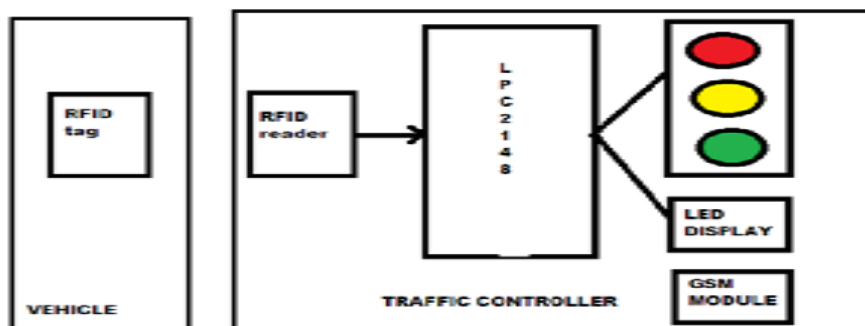 RFID
tag
VEHICLE
RFID
reader
L
P
C
2
1
4
8
LED
DISPLAY
GSM
MODULE
TRAFFIC CONTROLLER